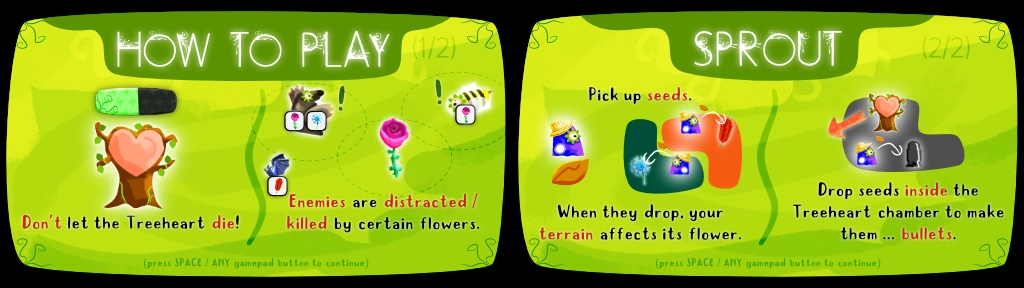 HOW TO PLAY (1/2)
Don't let the Treeheart die!
Enemies are distracted /
killed by certain flowers.
(press SPACE / ANY gamepad button to continue)
SPROUT (2/2)
Pick up seeds.
When they drop, your
terrain affects its flower.
Drop seeds inside the
Treeheart chamber to make
them ... bullets.
(press SPACE / ANY gamepad button to continue)